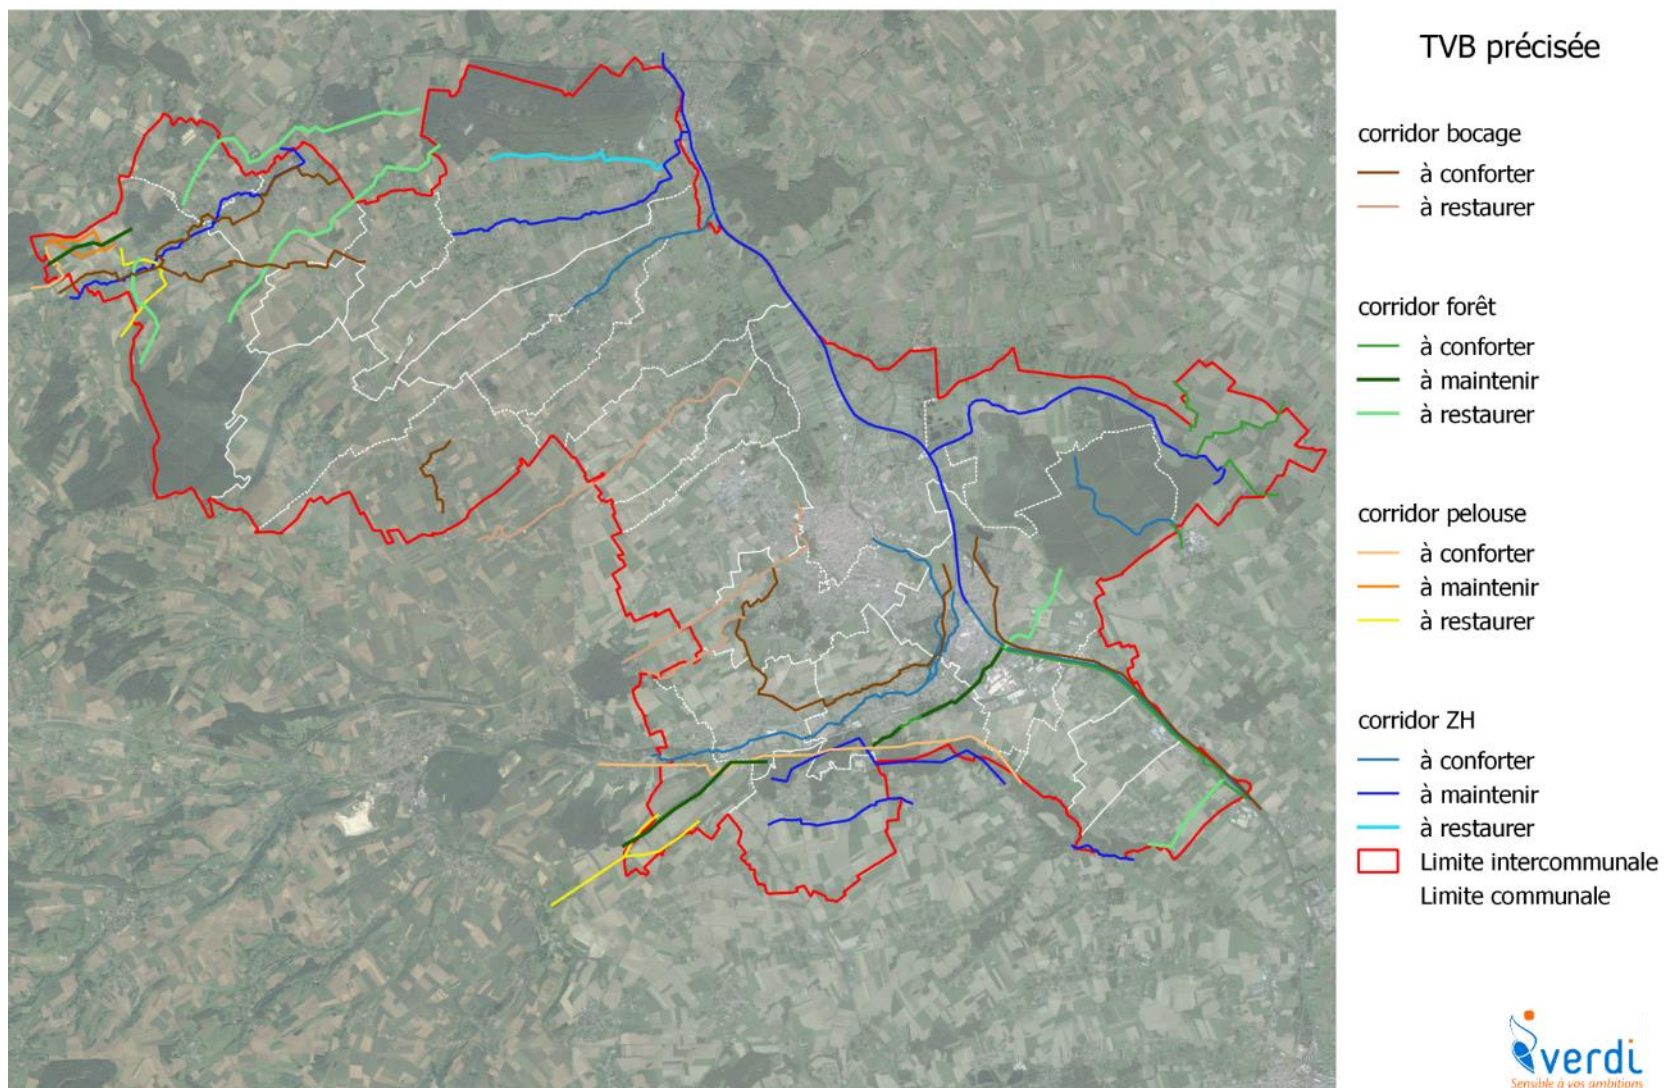 TVB précisée
corridor bocage
à conforter
à restaurer
corridor forêt
à conforter
à maintenir
à restaurer
corridor pelouse
à conforter
à maintenir
à restaurer
corridor ZH
à conforter
à maintenir
à restaurer
Limite intercommunale
Limite communale
verdi
Sensible à vos ambitions